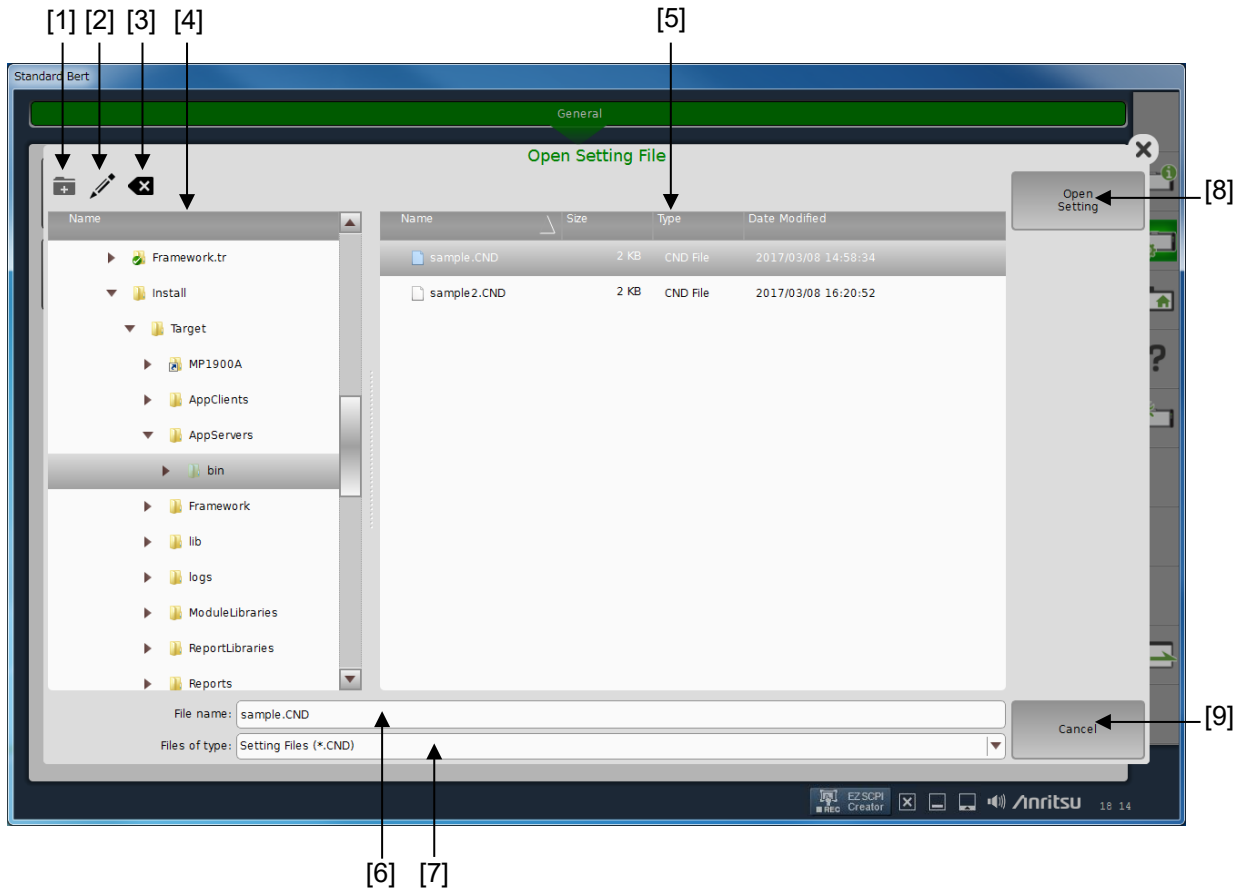 [1] [2] [3] [4] [5]
Standard Bert
General
Open Setting File
Open
Setting
[8]
Name
Name Size Type Date Modified
Framework.tr
sample.CND 2 KB CND File 2017/03/08 14:58:34
Install
sample2.CND 2 KB CND File 2017/03/08 16:20:52
Target
MP1900A
?
AppClients
AppServers
bin
Framework
lib
logs
ModuleLibraries
ReportLibraries
Reports
File name: sample.CND
Files of type: Setting Files (*.CND)
Cancel
[9]
REC
EZSCPI
Creator
Anritsu
18 14
[6] [7]